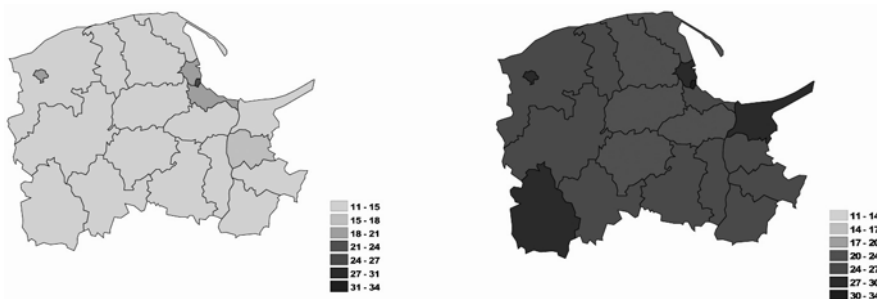 11 - 15
15 - 18
18 - 21
21 - 24
24 - 27
27 - 31
31 - 34
11 - 14
14 - 17
17 - 20
20 - 24
24 - 27
27 - 30
30 - 34